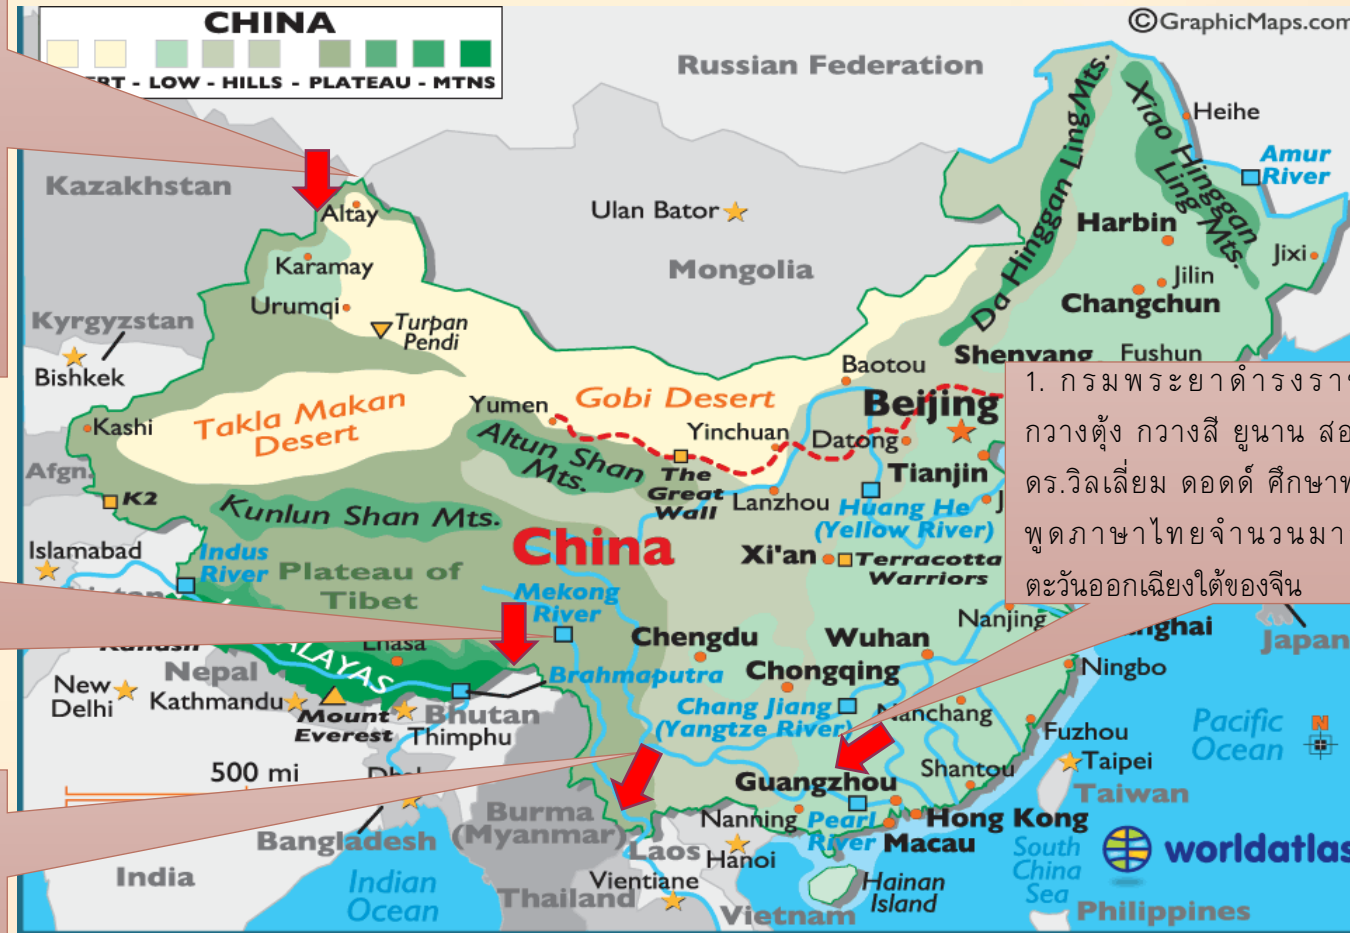 CHINA
- LOW - HILLS - PLATEAU - MTNS
©GraphicMaps.com
Russian Federation
Da Hinggan Ling Mts.
Xiao Hinggan
Ling Mts.
Heihe
Amur
River
Kazakhstan
Altay
Ulan Bator
Harbin
Karamay
Mongolia
Jixi
Jilin
Urumqi
Changchun
Kyrgyzstan
Turpan
Pendi
Shenyang
Fushun
Bishkek
Baotou
Takla Makan
Desert
Gobi Desert
Beijing
Yumen
Kashi
Yinchuan
Datong
Altun Shan
Mts.
The
Great
Wall
Tianjin
Afgn.
K2
Lanzhou
Huang He
(Yellow River)
Kunlun Shan Mts.
China
Xi'an
Terracotta
Warriors
Islamabad
Indus
River
Plateau of
Tibet
Mekong
River
1. กรมพระยาดำรงราช
กวางตุ้ง กวางสี ยูนาน
ดร.วิลเลี่ยม ดอดด์
พูดภาษาไทยจำนวน
ตะวันออกเฉียงใต้ของจีน
Nanjing
Japan
Chengdu
Wuhan
Lhasa
Nepal
Chongqing
Ningbo
New
Delhi
Kathmandu
Mount
Everest
Bhutan
Thimphu
Brahmaputra
Chang Jiang
(Yangtze River)
Nanchang
Fuzhou
Pacific
Ocean
N
500 mi
Taipei
Shantou
Guangzhou
Taiwan
Burma
(Myanmar)
Nanning
Pearl
River
Hong Kong
Macau
Bangladesh
Laos
Hanoi
South
China
Sea
worldatlas
India
Indian
Ocean
Vientiane
Thailand
Vietnam
Hainan
Island
Philippines